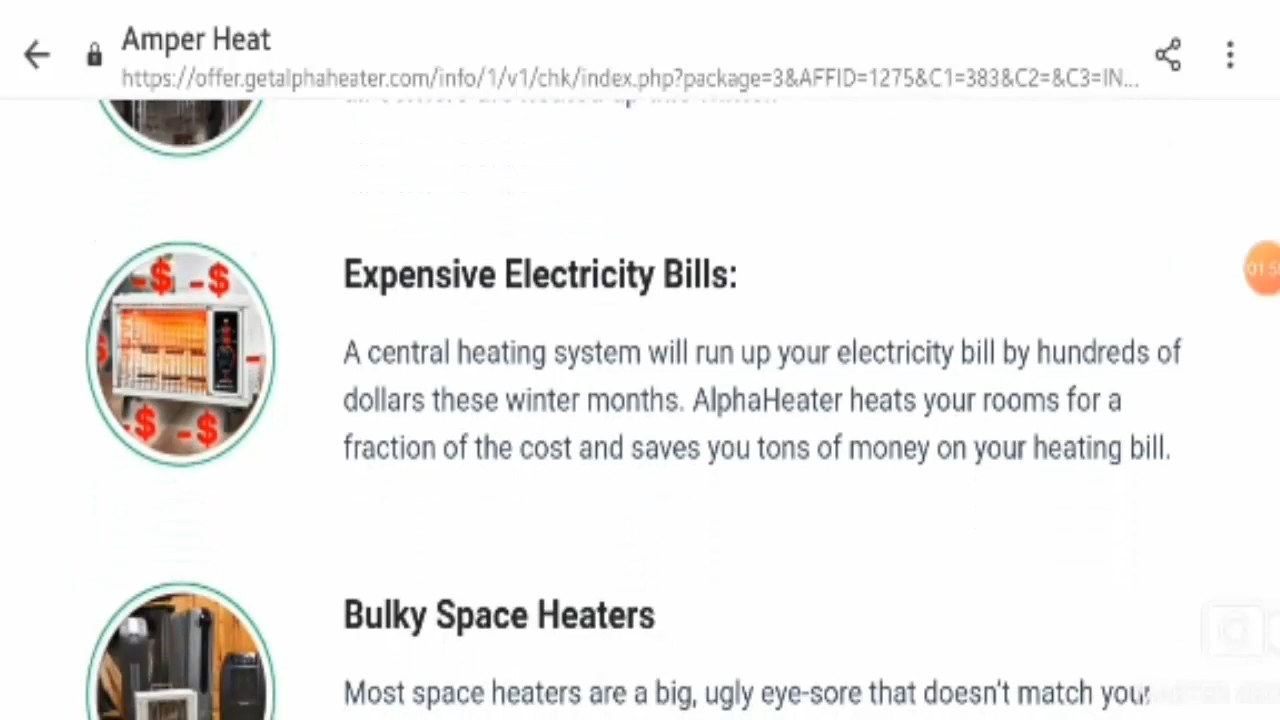 Amper Heat
https://offer.getalphaheater.com/info/1/v1/chk/index.php?package=3&AFFID=1275&C1=383&C2=&C3=IN...
Expensive Electricity Bills:
A central heating system will run up your electricity bill by hundreds of
dollars these winter months. AlphaHeater heats your rooms for a
fraction of the cost and saves you tons of money on your heating bill.
-$ -$
-$ -$
Bulky Space Heaters
Most space heaters are a big, ugly eye-sore that doesn't match your